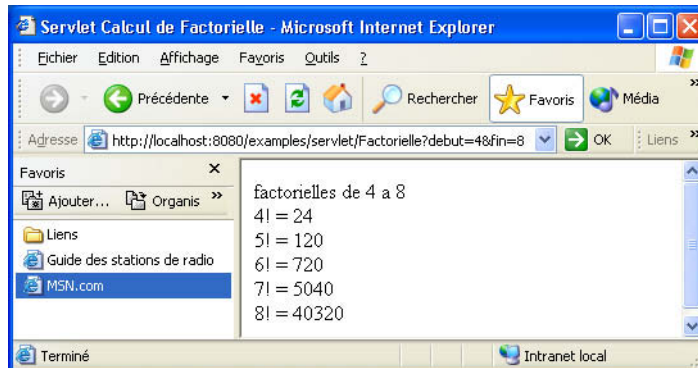 Servlet Calcul de Factorielle - Microsoft Internet Explorer
Fichier Edition Affichage Favoris Outils ?
Précédente Rechercher Favoris Média »
Adresse http://localhost:8080/examples/servlet/Factorielle?debut=4&fin=8 OK Liens »
Favoris ×
Ajouter... Organis »
Liens
Guide des stations de radio
MSN.com
factorielles de 4 a 8
4! = 24
5! = 120
6! = 720
7! = 5040
8! = 40320
Terminé Intranet local